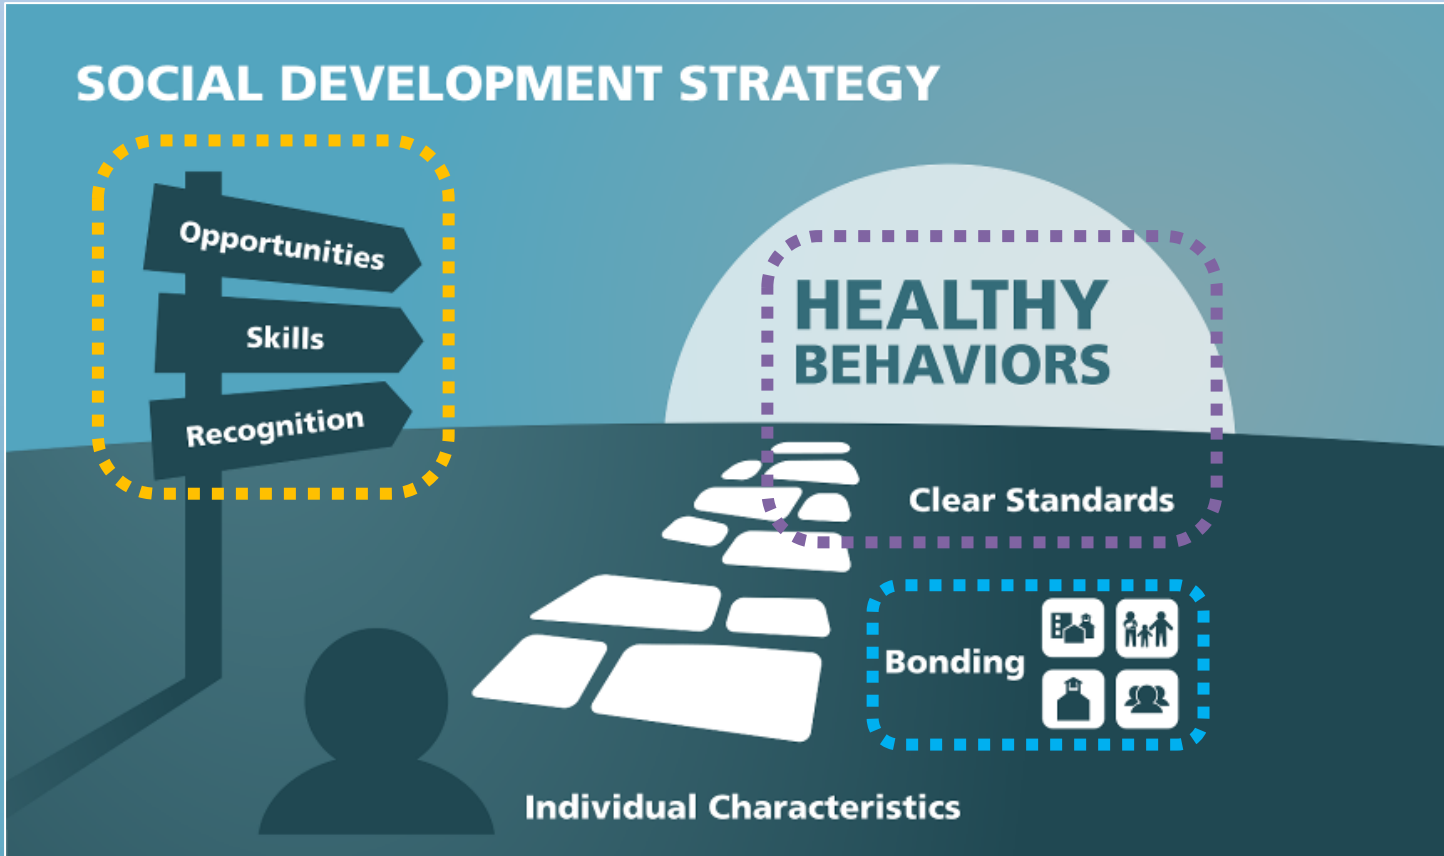 SOCIAL DEVELOPMENT STRATEGY
Opportunities
Skills
Recognition
HEALTHY
BEHAVIORS
Clear Standards
Bonding
Individual Characteristics